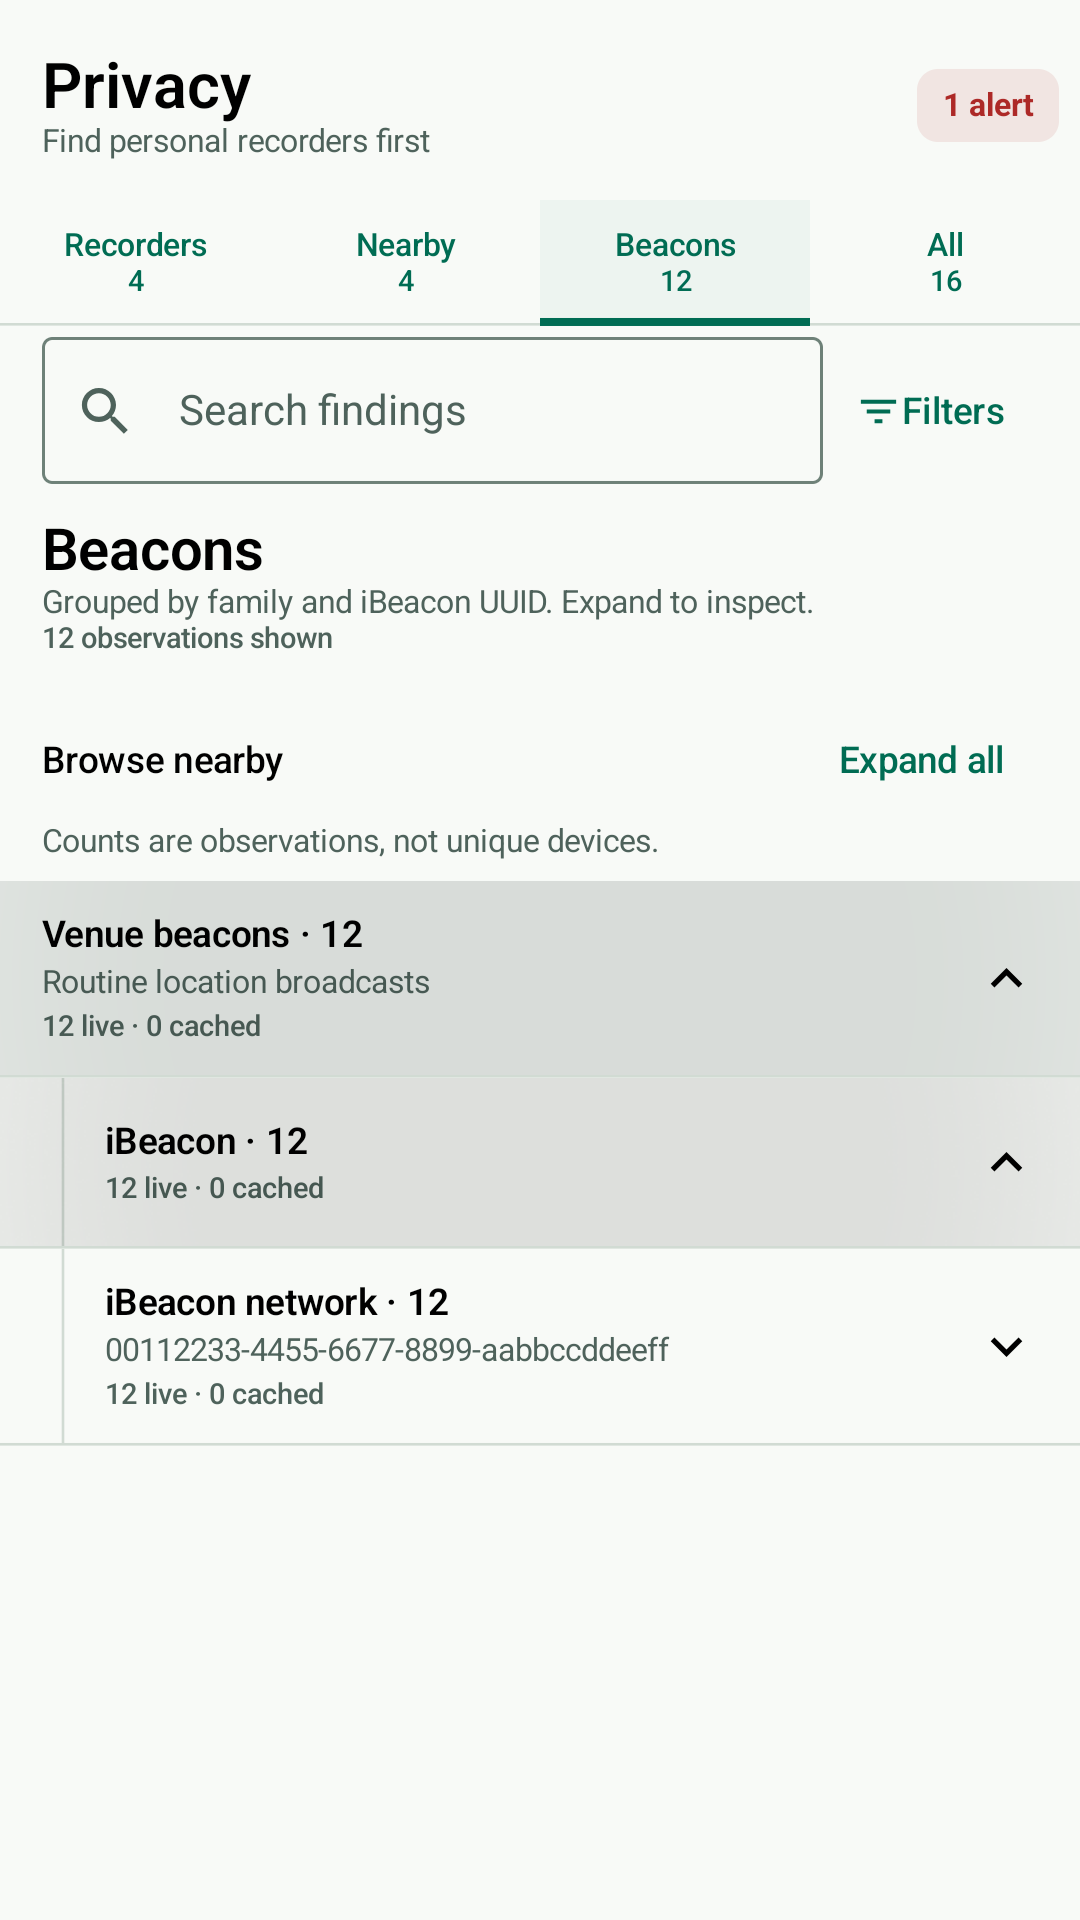 Privacy
Find personal recorders first
1 alert
Recorders
4
Nearby
4
Beacons
12
All
16
Search findings
Filters
Beacons
Grouped by family and iBeacon UUID. Expand to inspect.
12 observations shown
Browse nearby
Expand all
Counts are observations, not unique devices.
Venue beacons · 12
Routine location broadcasts
12 live · 0 cached
iBeacon · 12
12 live · 0 cached
iBeacon network · 12
00112233-4455-6677-8899-aabbccddeeff
12 live · 0 cached